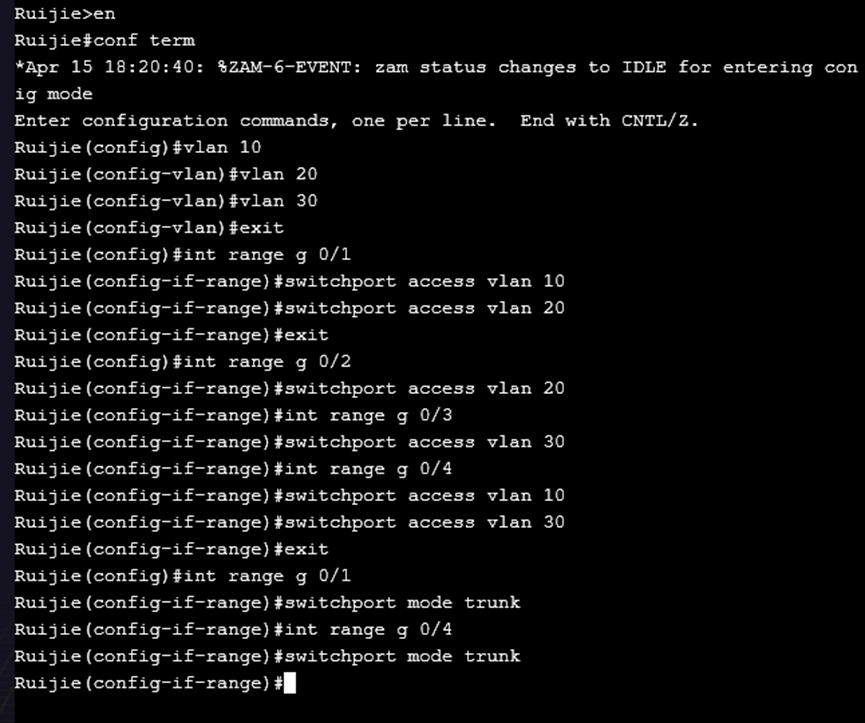 Ruijie>en
Ruijie#conf term
*Apr 15 18:20:40: %ZAM-6-EVENT: zam status changes to IDLE for entering con
ig mode
Enter configuration commands, one per line.  End with CNTL/Z.
Ruijie(config)#vlan 10
Ruijie(config-vlan)#vlan 20
Ruijie(config-vlan)#vlan 30
Ruijie(config-vlan)#exit
Ruijie(config)#int range g 0/1
Ruijie(config-if-range)#switchport access vlan 10
Ruijie(config-if-range)#switchport access vlan 20
Ruijie(config-if-range)#exit
Ruijie(config)#int range g 0/2
Ruijie(config-if-range)#switchport access vlan 20
Ruijie(config-if-range)#int range g 0/3
Ruijie(config-if-range)#switchport access vlan 30
Ruijie(config-if-range)#int range g 0/4
Ruijie(config-if-range)#switchport access vlan 10
Ruijie(config-if-range)#switchport access vlan 30
Ruijie(config-if-range)#exit
Ruijie(config)#int range g 0/1
Ruijie(config-if-range)#switchport mode trunk
Ruijie(config-if-range)#int range g 0/4
Ruijie(config-if-range)#switchport mode trunk
Ruijie(config-if-range)#